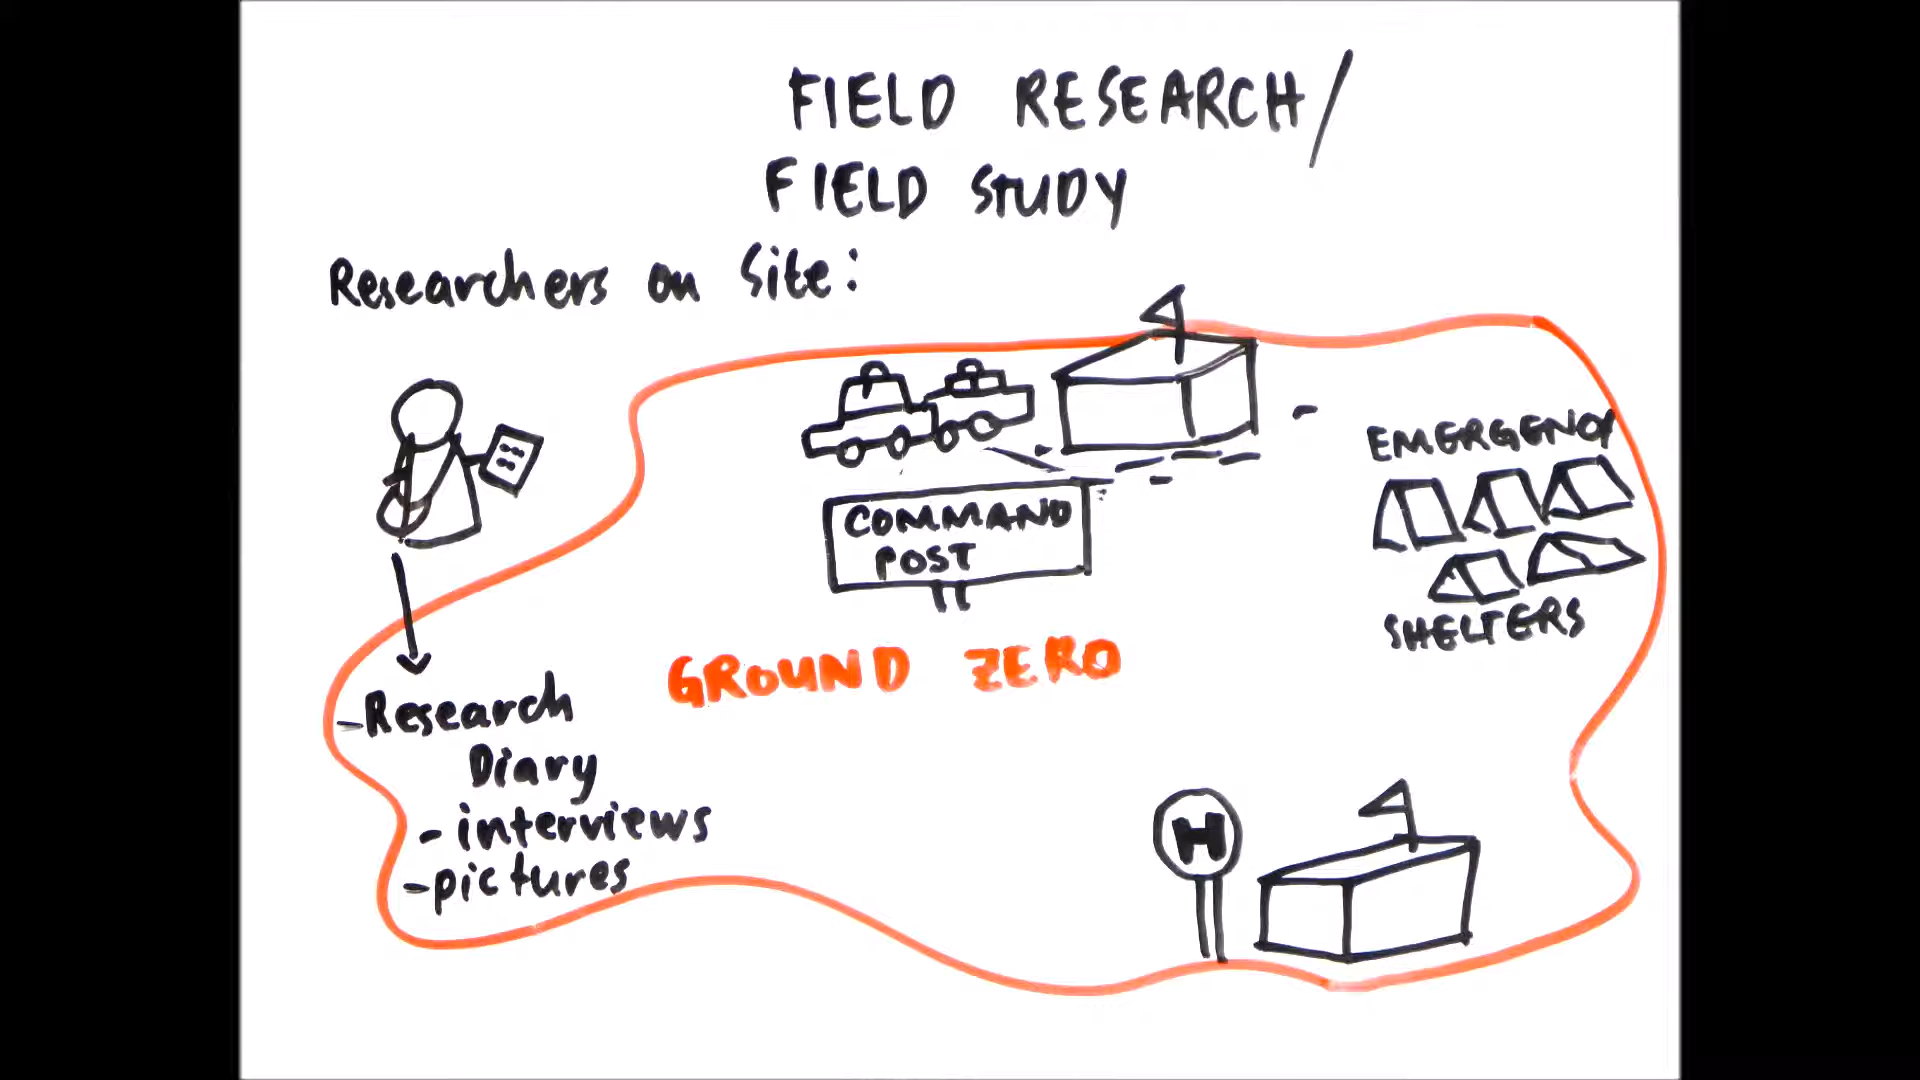 FIELD RESEARCH/
FIELD STUDY
Researchers on Site:
EMERGENCY
SHELTERS
COMMAND
POST
GROUND ZERO
-Research
Diary
-interviews
-pictures
H